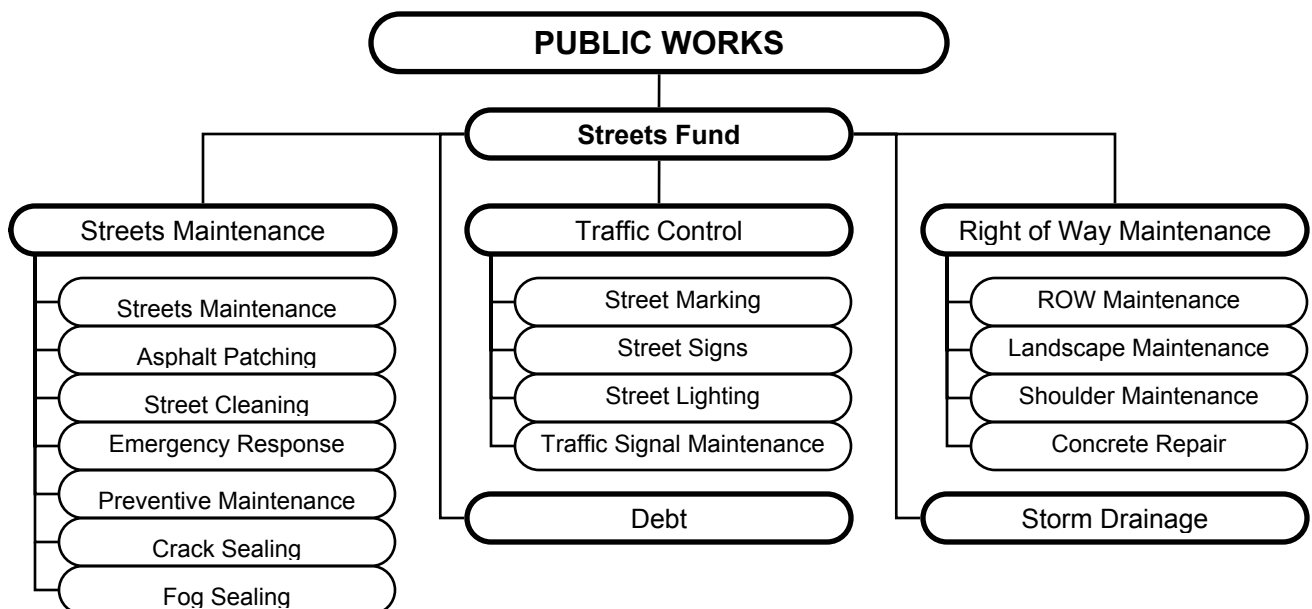 PUBLIC WORKS
Streets Fund
Streets Maintenance
Streets Maintenance
Asphalt Patching
Street Cleaning
Emergency Response
Preventive Maintenance
Crack Sealing
Fog Sealing
Traffic Control
Street Marking
Street Signs
Street Lighting
Traffic Signal Maintenance
Debt
Right of Way Maintenance
ROW Maintenance
Landscape Maintenance
Shoulder Maintenance
Concrete Repair
Storm Drainage